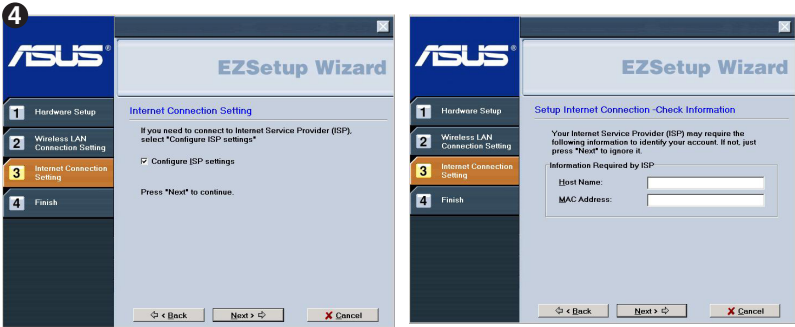 4
ASUS®
EZSetup Wizard
1 Hardware Setup
2 Wireless LAN
Connection Setting
3 Internet Connection
Setting
4 Finish
Internet Connection Setting
If you need to connect to Internet Service Provider (ISP),
select "Configure ISP settings"
Configure ISP settings
Press "Next" to continue.
< Back
Next >
Cancel
ASUS®
EZSetup Wizard
1 Hardware Setup
2 Wireless LAN
Connection Setting
3 Internet Connection
Setting
4 Finish
Setup Internet Connection -Check Information
Your Internet Service Provider (ISP) may require the
following information to identify your account. If not, just
press "Next" to ignore it.
Information Required by ISP
Host Name:
MAC Address:
< Back
Next >
Cancel